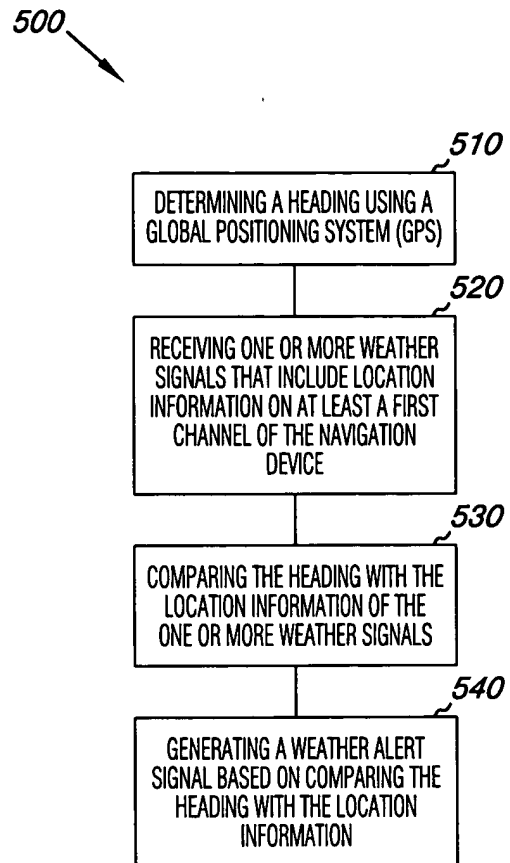 500
510
DETERMINING A HEADING USING A
GLOBAL POSITIONING SYSTEM (GPS)
520
RECEIVING ONE OR MORE WEATHER
SIGNALS THAT INCLUDE LOCATION
INFORMATION ON AT LEAST A FIRST
CHANNEL OF THE NAVIGATION
DEVICE
530
COMPARING THE HEADING WITH THE
LOCATION INFORMATION OF THE
ONE OR MORE WEATHER SIGNALS
540
GENERATING A WEATHER ALERT
SIGNAL BASED ON COMPARING THE
HEADING WITH THE LOCATION
INFORMATION